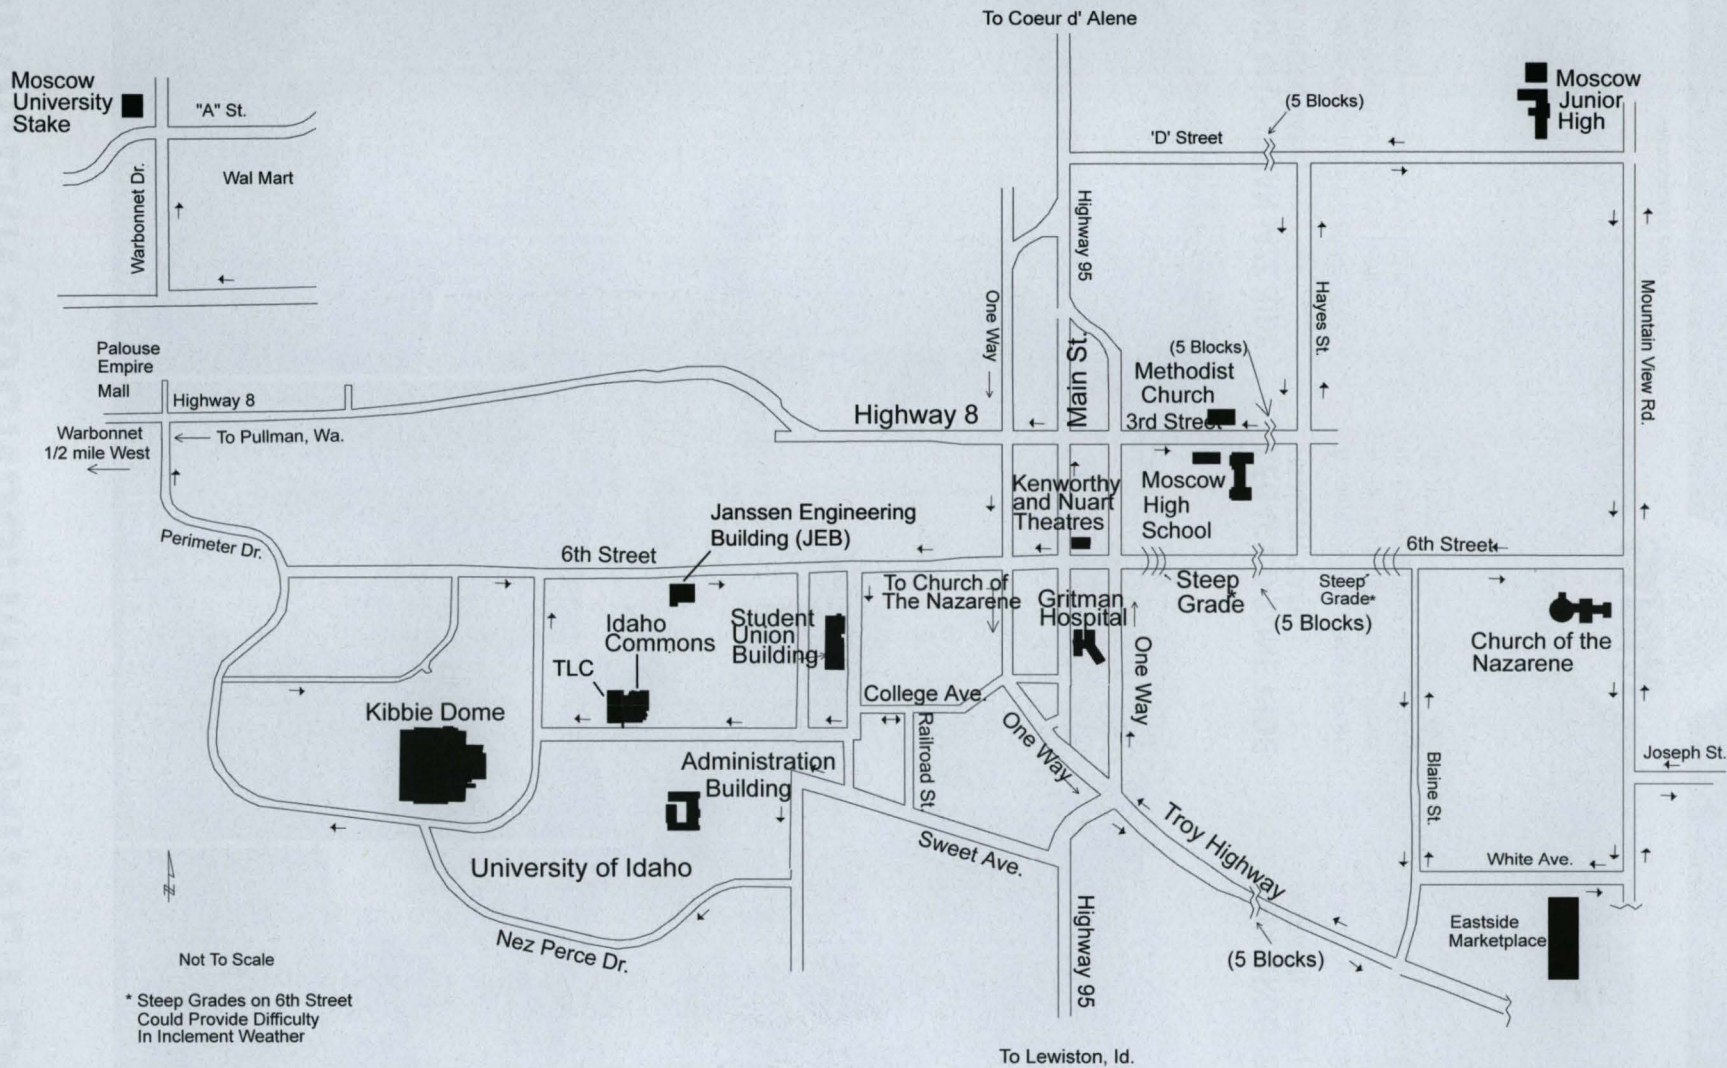 To Coeur d' Alene
Moscow
University
Stake
"A" St.
Warbonnet Dr.
Wal Mart
(5 Blocks)
'D' Street
Moscow
Junior
High
Highway 95
One Way
Main St.
Hayes St.
Mountain View Rd.
Palouse
Empire
Mall
Highway 8
Warbonnet
1/2 mile West
To Pullman, Wa.
Highway 8
(5 Blocks)
Methodist
Church
3rd Street
Kenworthy
and Nuart
Theatres
Moscow
High
School
Perimeter Dr.
Janssen Engineering
Building (JEB)
6th Street
6th Street
To Church of
The Nazarene
Gritman
Hospital
Steep
Grade*
(5 Blocks)
Steep
Grade*
Church of the
Nazarene
Idaho
Commons
Student
Union
Building
TLC
Kibbie Dome
College Ave.
Railroad St.
One Way
One Way
Administration
Building
University of Idaho
Sweet Ave.
Troy Highway
Blaine St.
Joseph St.
White Ave.
Eastside
Marketplace
(5 Blocks)
Highway 95
Nez Perce Dr.
N
Not To Scale
* Steep Grades on 6th Street
Could Provide Difficulty
In Inclement Weather
To Lewiston, Id.